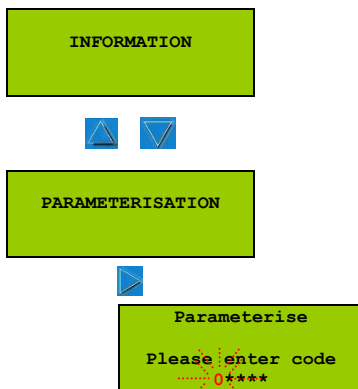 INFORMATION
PARAMETERISATION
Parameterise
Please enter code
0****